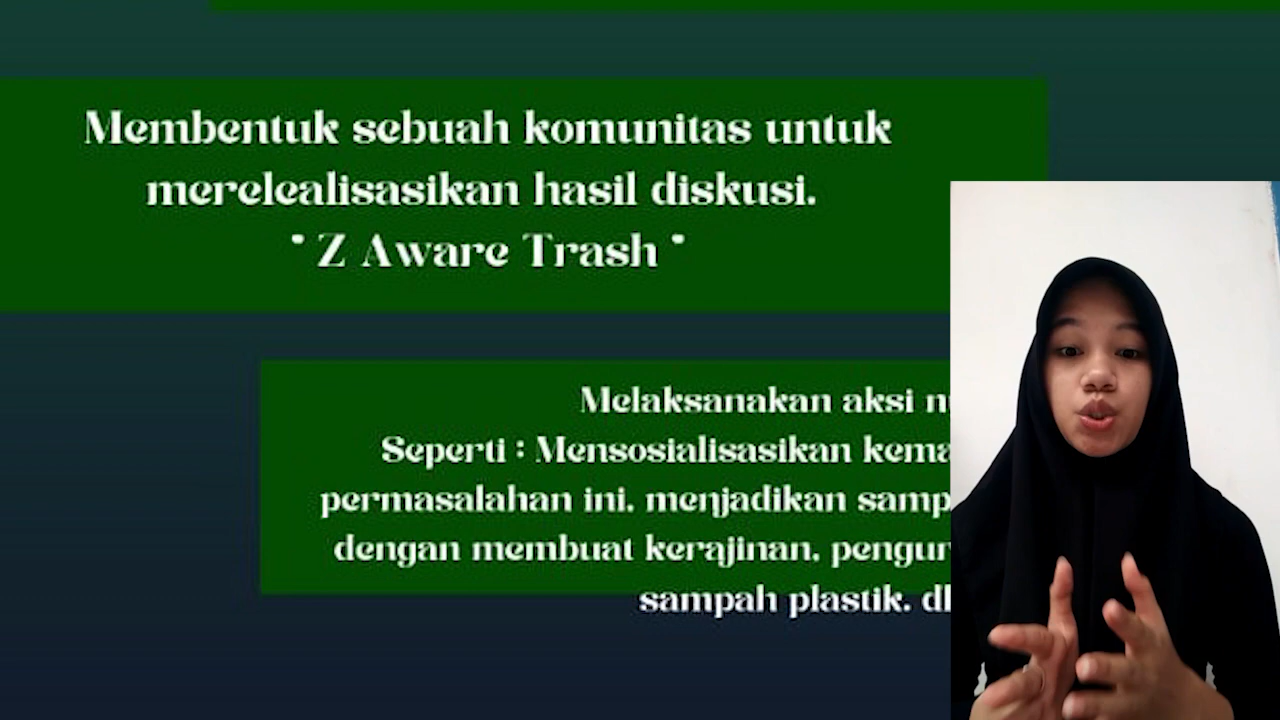 Membentuk sebuah komunitas untuk
merelealisasikan hasil diskusi.
" Z Aware Trash "
Melaksanakan aksi
Seperti : Mensosialisasikan
permasalahan ini. menjadikan
dengan membuat kerajinan,
sampah plastik.